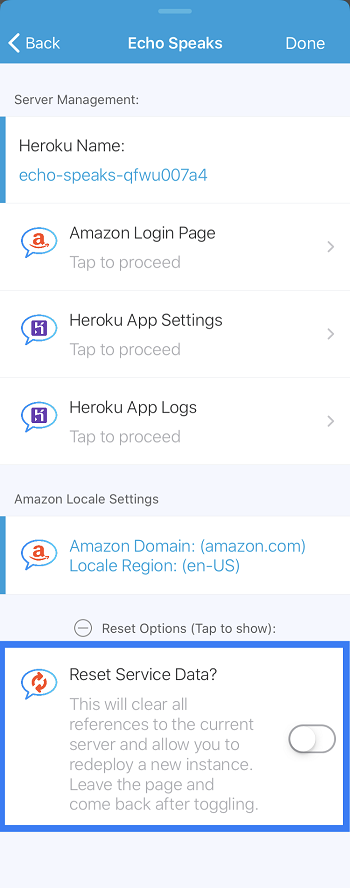 Back
Echo Speaks
Done
Server Management:
Heroku Name:
echo-speaks-qfwu007a4
Amazon Login Page
Tap to proceed
Heroku App Settings
Tap to proceed
Heroku App Logs
Tap to proceed
Amazon Locale Settings
Amazon Domain: (amazon.com)
Locale Region: (en-US)
Reset Options (Tap to show):
Reset Service Data?
This will clear all
references to the current
server and allow you to
redeploy a new instance.
Leave the page and
come back after toggling.